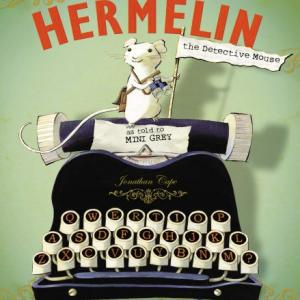 HERMELIN
the Detective Mouse
as told to
MINI GREY
Jonathan Cape
Q W E R T I O P
A S D F G H J K
Z X C V U Y B N M ?